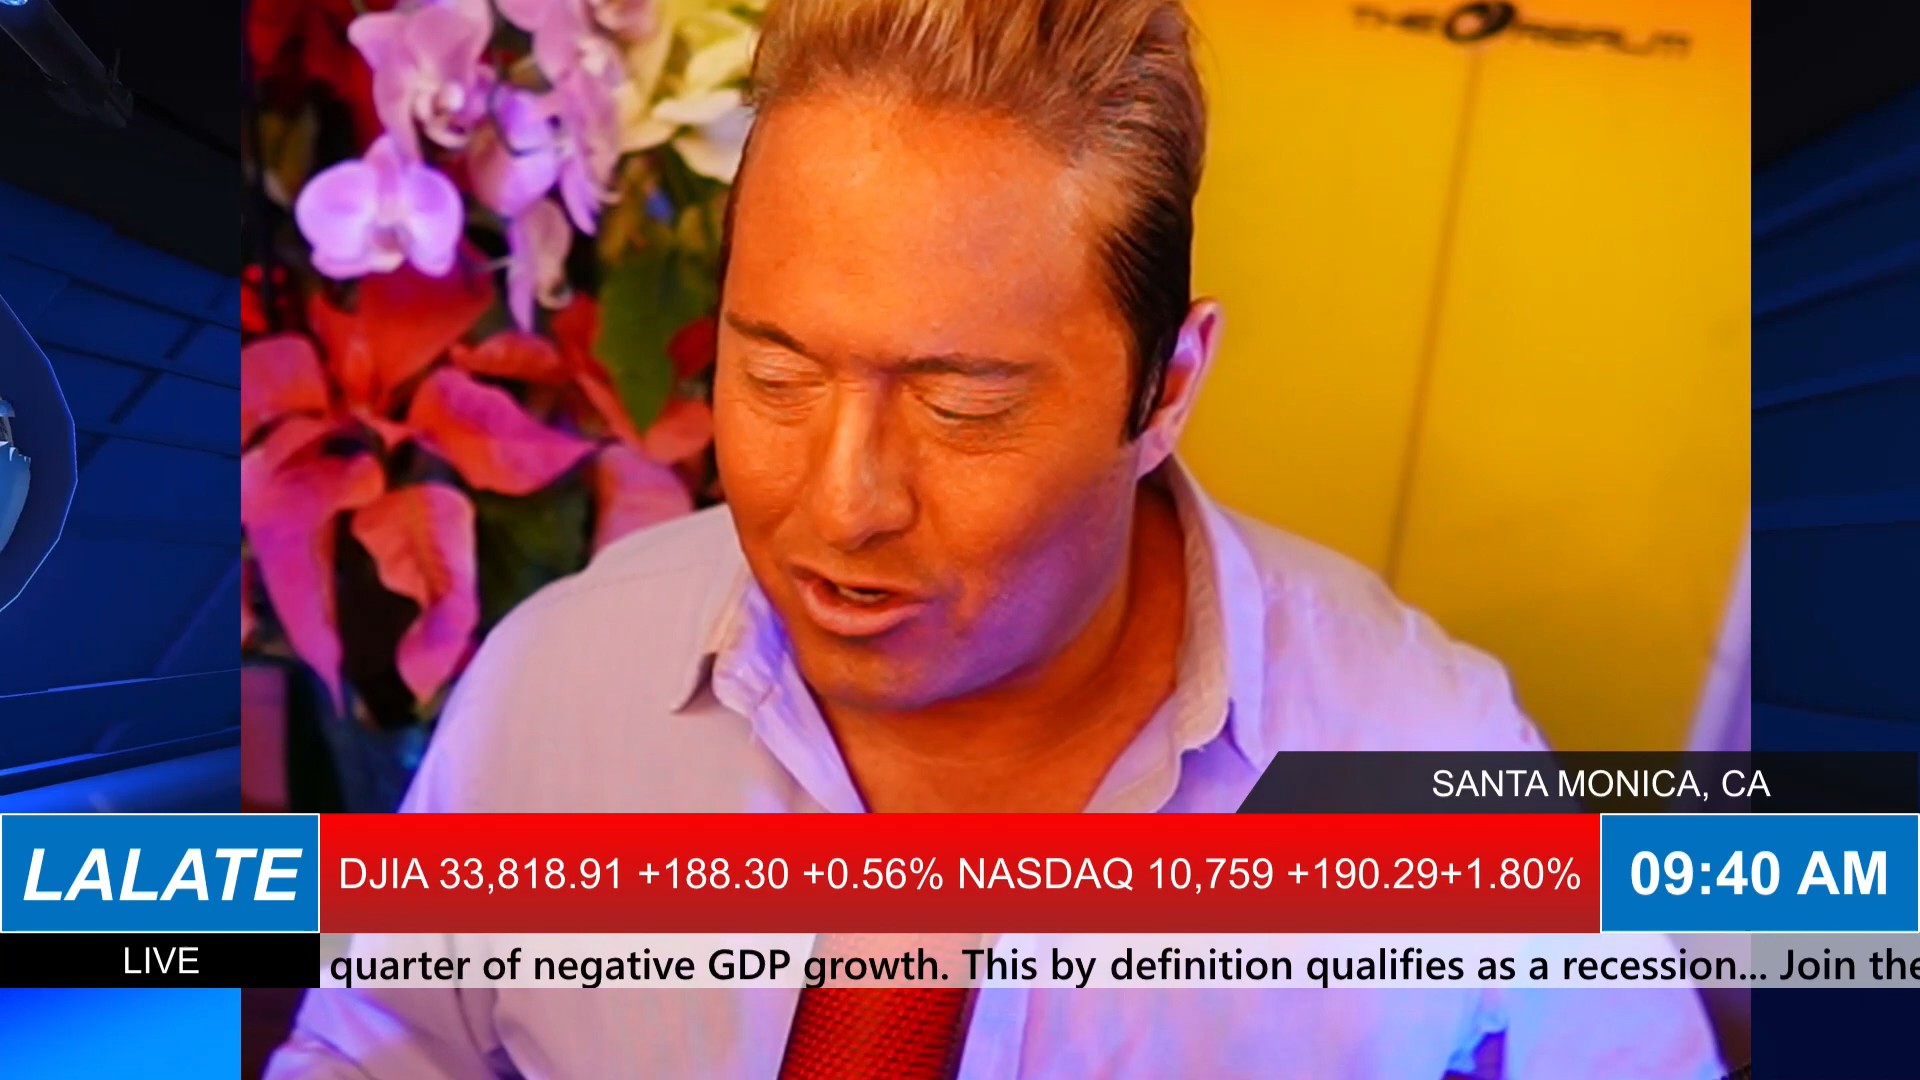 SANTA MONICA, CA
LALATE
DJIA 33,818.91 +188.30 +0.56% NASDAQ 10,759 +190.29+1.80%
09:40 AM
LIVE
quarter of negative GDP growth. This by definition qualifies as a recession... Join the